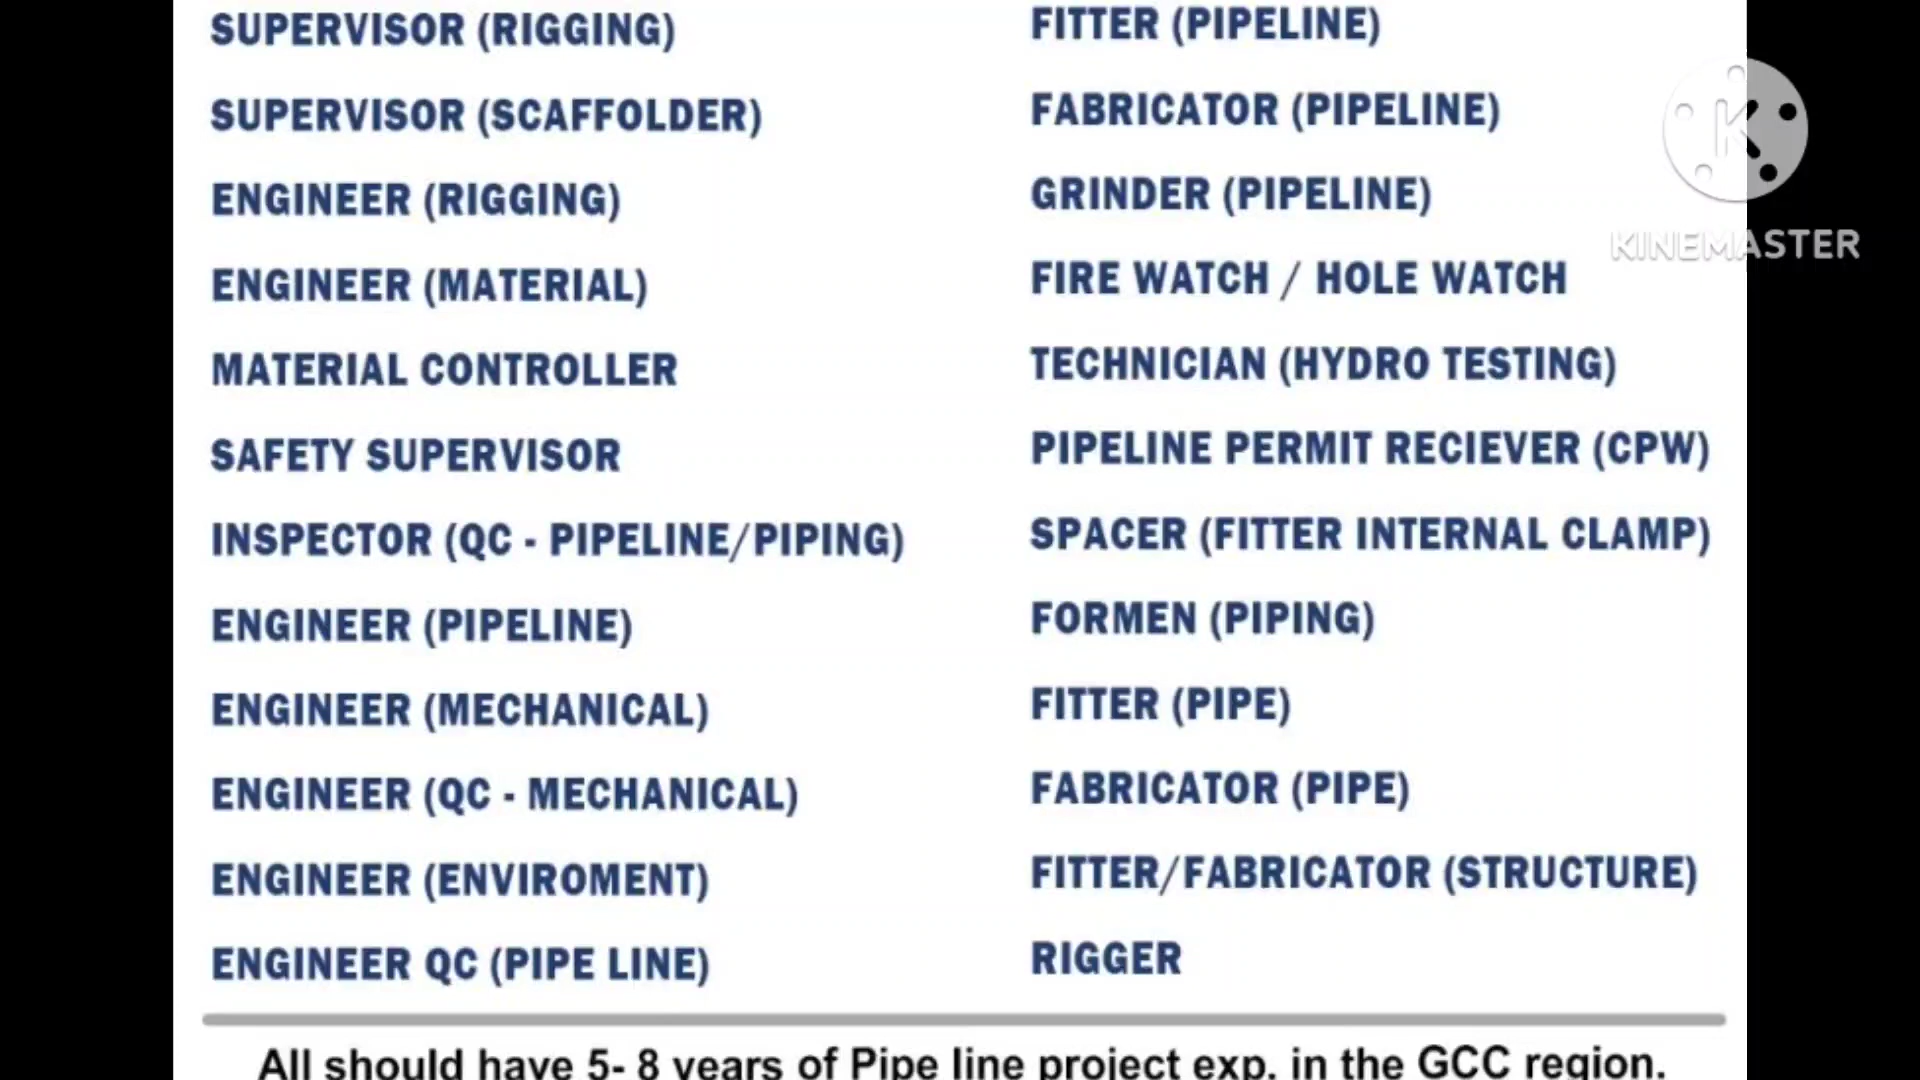 SUPERVISOR (RIGGING)
SUPERVISOR (SCAFFOLDER)
ENGINEER (RIGGING)
ENGINEER (MATERIAL)
MATERIAL CONTROLLER
SAFETY SUPERVISOR
INSPECTOR (QC - PIPELINE/PIPING)
ENGINEER (PIPELINE)
ENGINEER (MECHANICAL)
ENGINEER (QC - MECHANICAL)
ENGINEER (ENVIROMENT)
ENGINEER QC (PIPE LINE)
FITTER (PIPELINE)
FABRICATOR (PIPELINE)
GRINDER (PIPELINE)
FIRE WATCH / HOLE WATCH
TECHNICIAN (HYDRO TESTING)
PIPELINE PERMIT RECIEVER (CPW)
SPACER (FITTER INTERNAL CLAMP)
FORMEN (PIPING)
FITTER (PIPE)
FABRICATOR (PIPE)
FITTER/FABRICATOR (STRUCTURE)
RIGGER
All should have 5- 8 years of Pipe line project exp. in the GCC region.
K
KINEMASTER